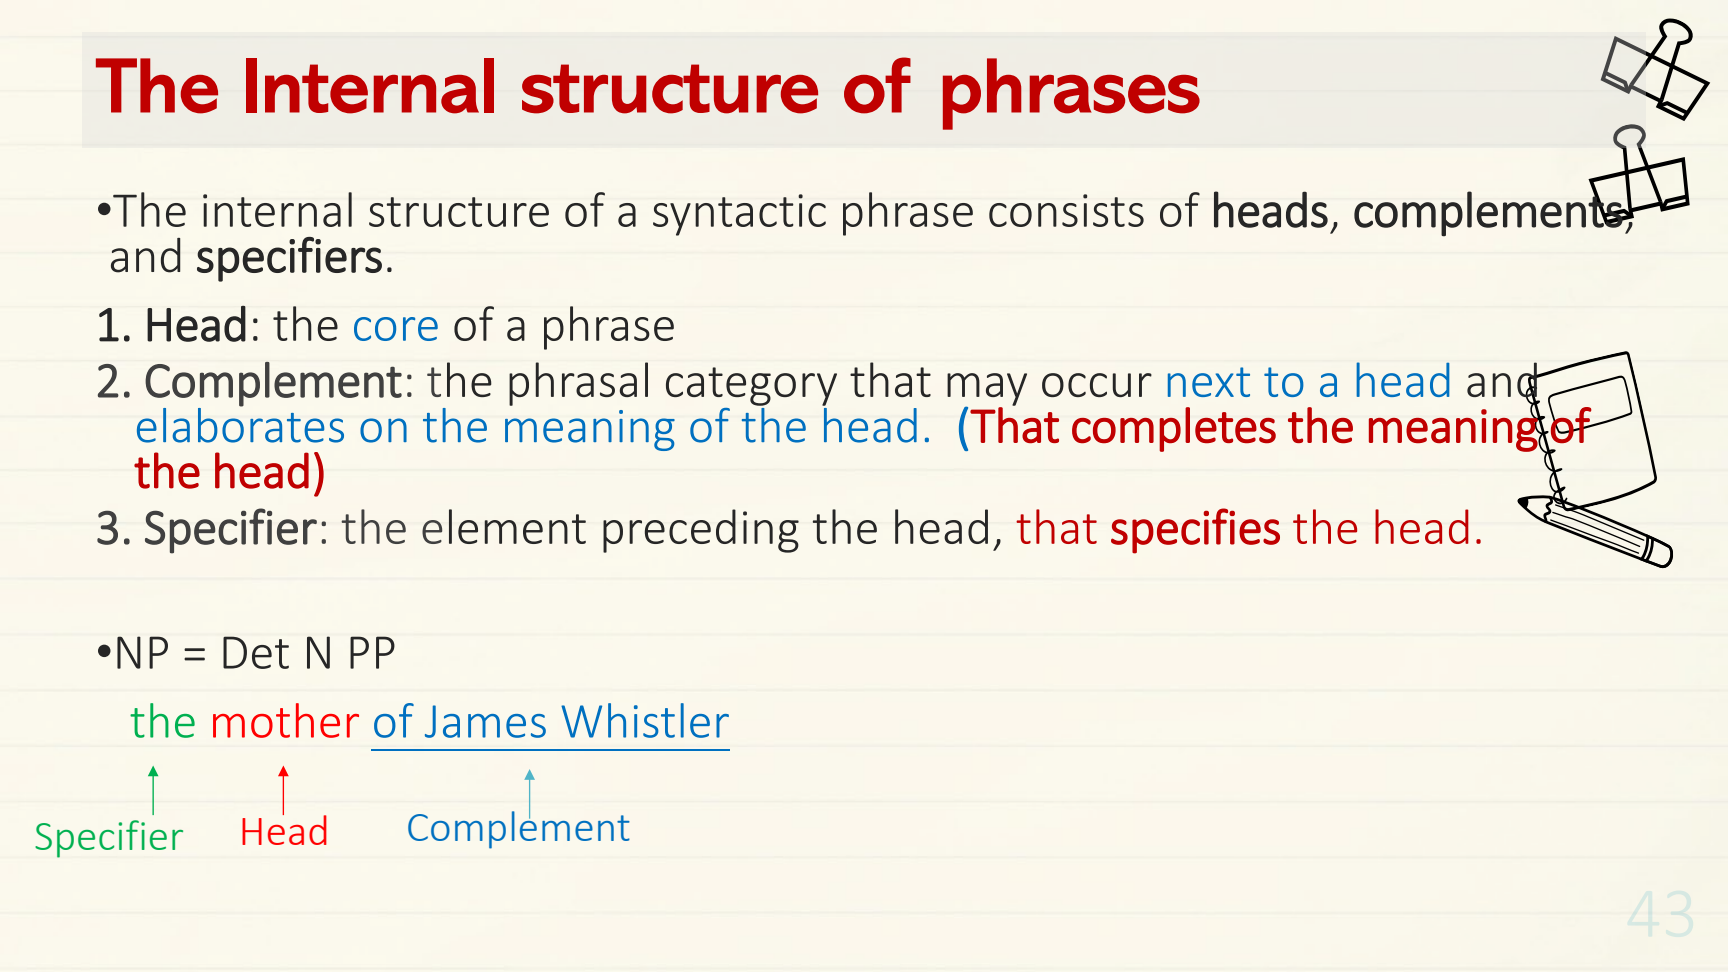 The Internal structure of phrases
•The internal structure of a syntactic phrase consists of heads, complements,
and specifiers.
1. Head: the core of a phrase
2. Complement: the phrasal category that may occur next to a head and
elaborates on the meaning of the head. (That completes the meaning of
the head)
3. Specifier: the element preceding the head, that specifies the head.
•NP = Det N PP
the mother of James Whistler
Specifier Head Complement
43